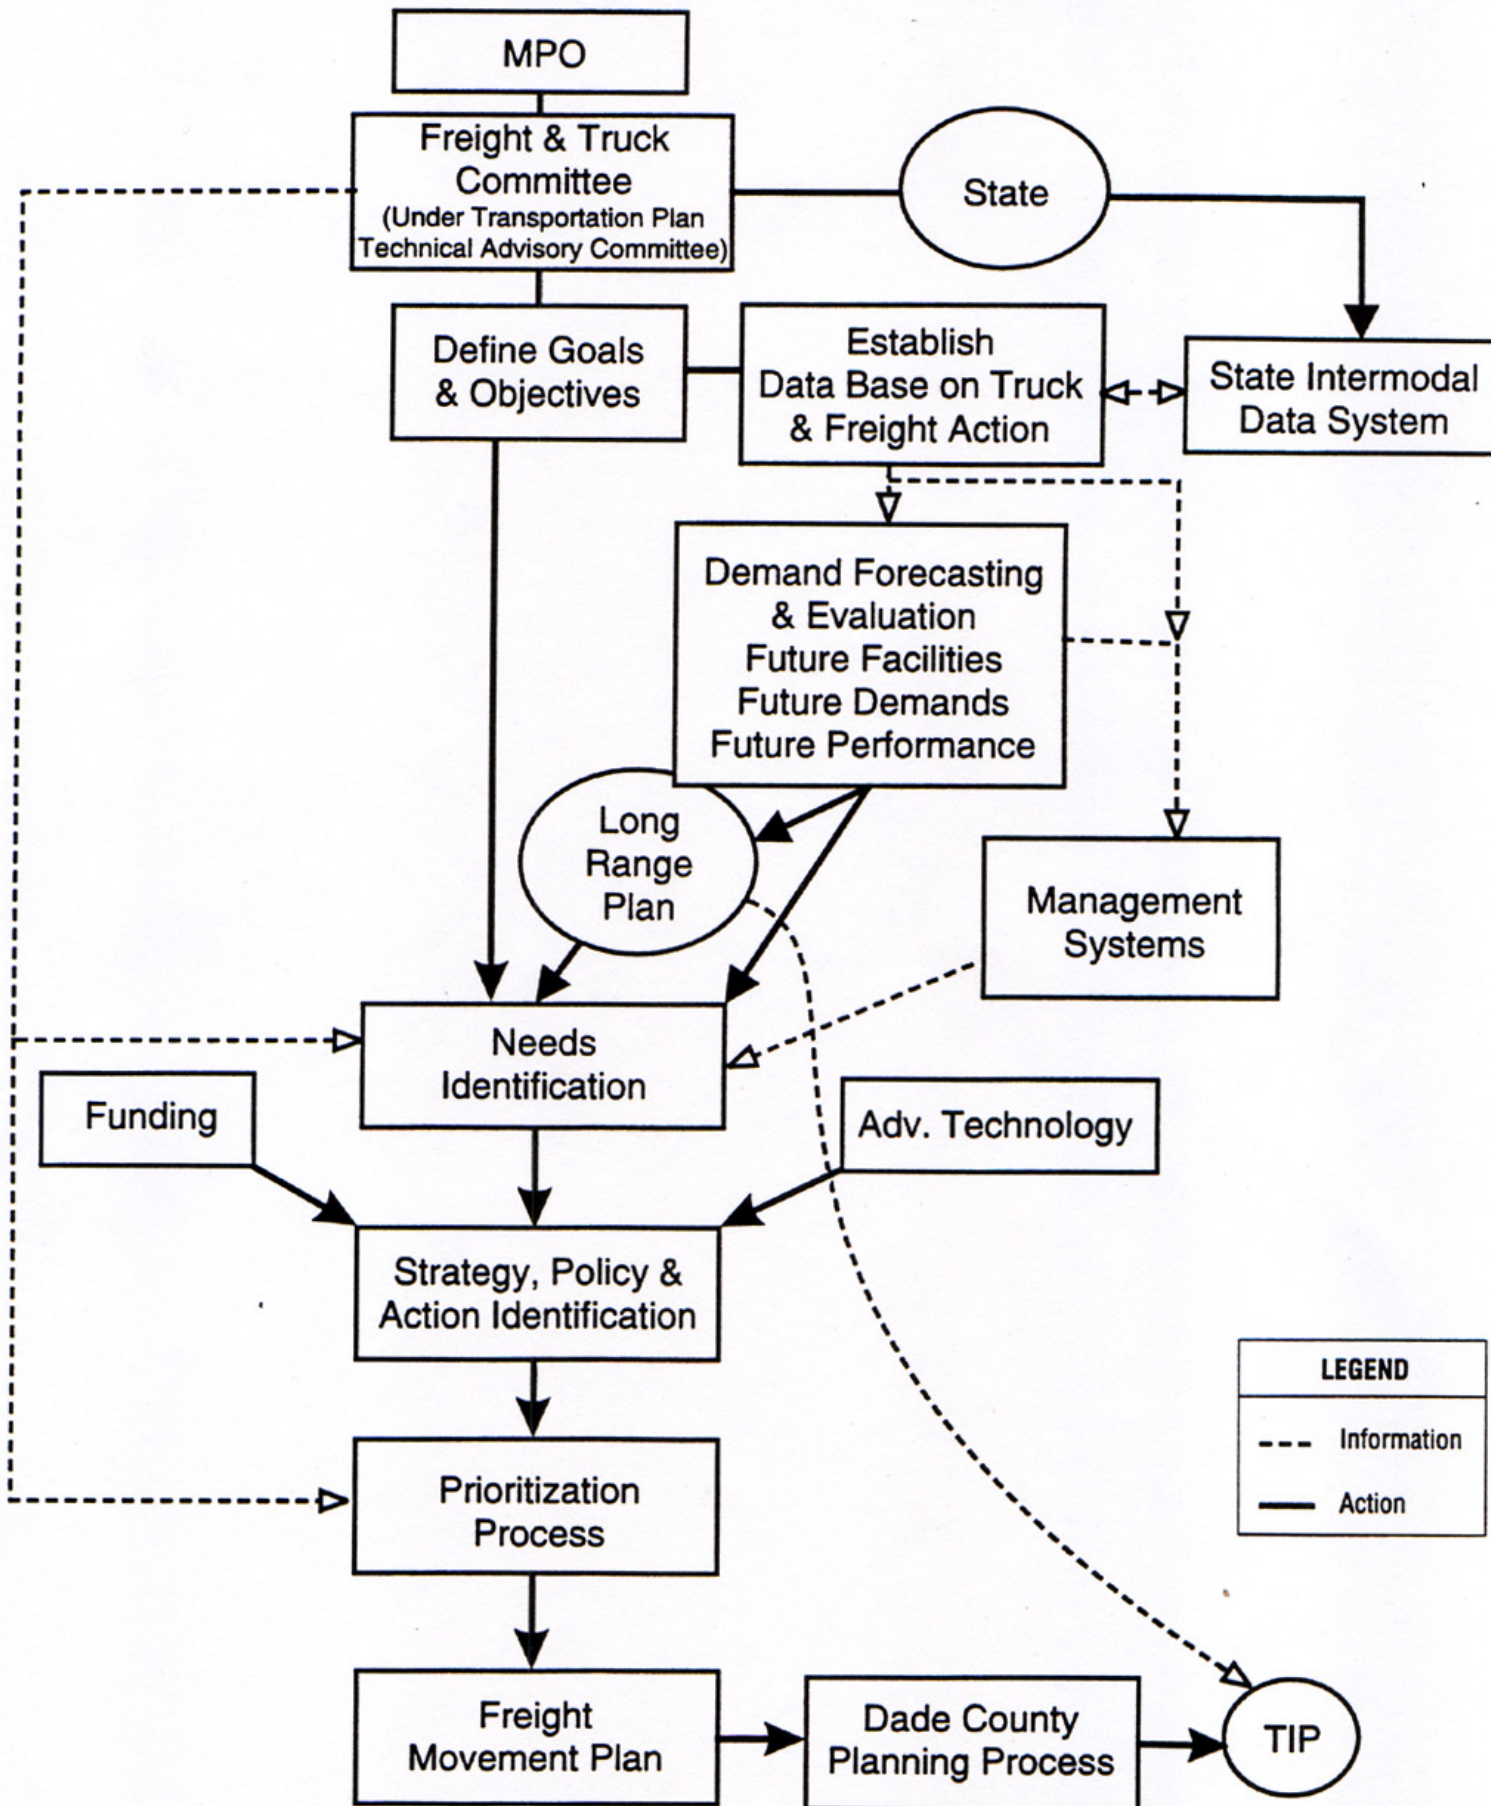 MPO
Freight & Truck
Committee
(Under Transportation Plan
Technical Advisory Committee)
State
Define Goals
& Objectives
Establish
Data Base on Truck
& Freight Action
State Intermodal
Data System
Demand Forecasting
& Evaluation
Future Facilities
Future Demands
Future Performance
Long
Range
Plan
Management
Systems
Needs
Identification
Funding
Adv. Technology
Strategy, Policy &
Action Identification
LEGEND
Information
Action
Prioritization
Process
Freight
Movement Plan
Dade County
Planning Process
TIP